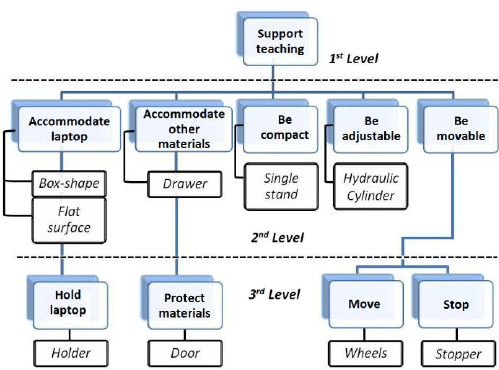 Support
teaching
1st Level
Accommodate
laptop
Accommodate
other
materials
Be
compact
Be
adjustable
Be
movable
Box-shape
Flat
surface
Drawer
Single
stand
Hydraulic
Cylinder
2nd Level
Hold
laptop
Protect
materials
3rd Level
Move
Stop
Holder
Door
Wheels
Stopper